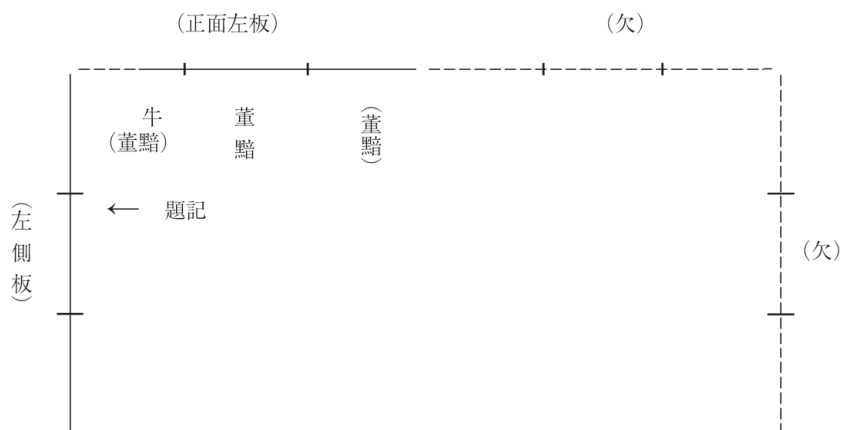 （正面左板）
（欠）
牛
（董黯）
董黯
（董黯）
← 題記
（左側板）
（欠）